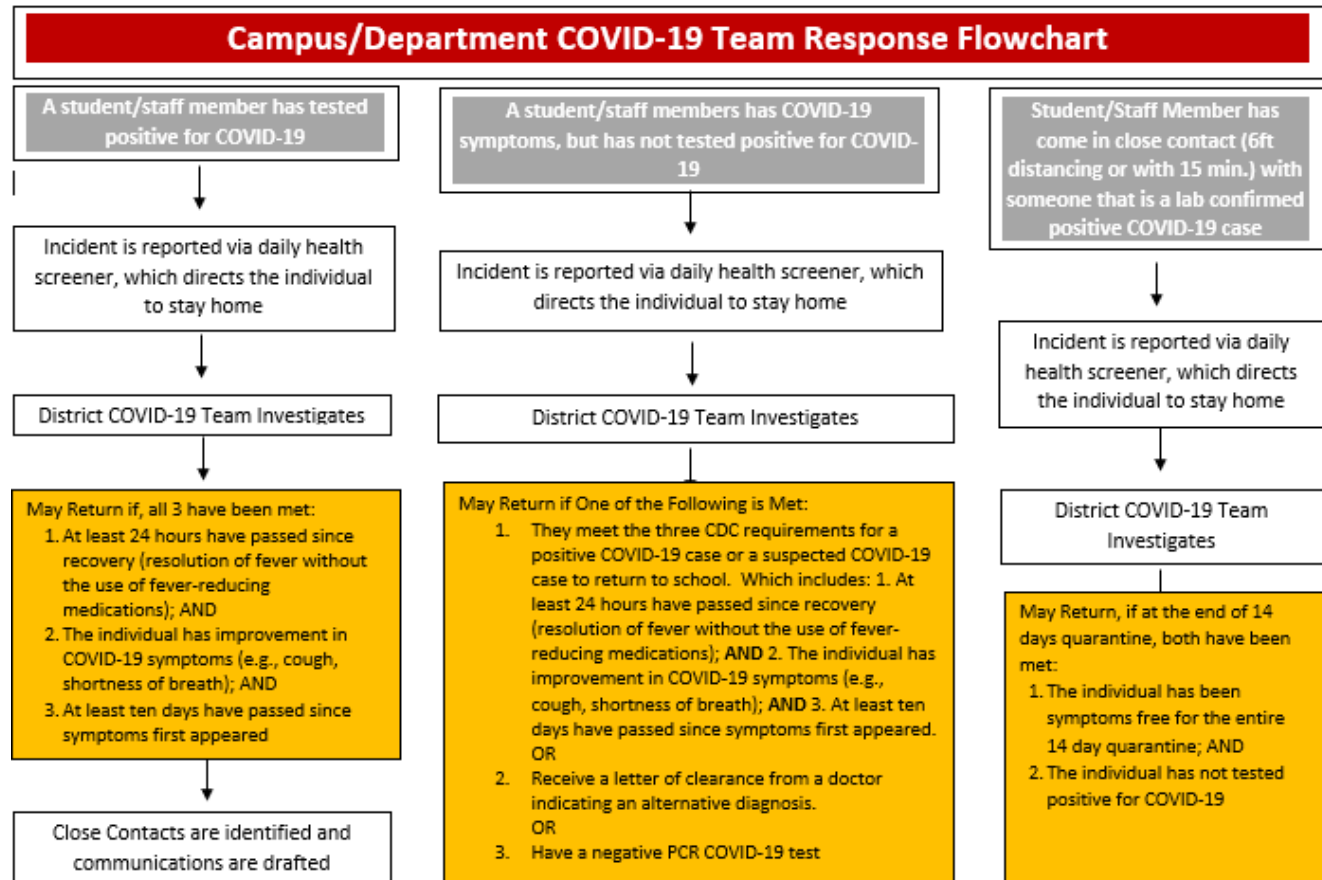 Campus/Department COVID-19 Team Response Flowchart
A student/staff member has tested
positive for COVID-19
Incident is reported via daily health
screener, which directs the individual
to stay home
District COVID-19 Team Investigates
May Return if, all 3 have been met:
1. At least 24 hours have passed since
recovery (resolution of fever without
the use of fever-reducing
medications); AND
2. The individual has improvement in
COVID-19 symptoms (e.g., cough,
shortness of breath); AND
3. At least ten days have passed since
symptoms first appeared
Close Contacts are identified and
communications are drafted
A student/staff members has COVID-19
symptoms, but has not tested positive for COVID-
19
Incident is reported via daily health screener, which
directs the individual to stay home
District COVID-19 Team Investigates
May Return if One of the Following is Met:
1. They meet the three CDC requirements for a
positive COVID-19 case or a suspected COVID-19
case to return to school. Which includes: 1. At
least 24 hours have passed since recovery
(resolution of fever without the use of fever-
reducing medications); AND 2. The individual has
improvement in COVID-19 symptoms (e.g.,
cough, shortness of breath); AND 3. At least ten
days have passed since symptoms first appeared.
OR
2. Receive a letter of clearance from a doctor
indicating an alternative diagnosis.
OR
3. Have a negative PCR COVID-19 test
Student/Staff Member has
come in close contact (6ft
distancing or with 15 min.) with
someone that is a lab confirmed
positive COVID-19 case
Incident is reported via daily
health screener, which directs
the individual to stay home
District COVID-19 Team
Investigates
May Return, if at the end of 14
days quarantine, both have been
met:
1. The individual has been
symptoms free for the entire
14 day quarantine; AND
2. The individual has not tested
positive for COVID-19